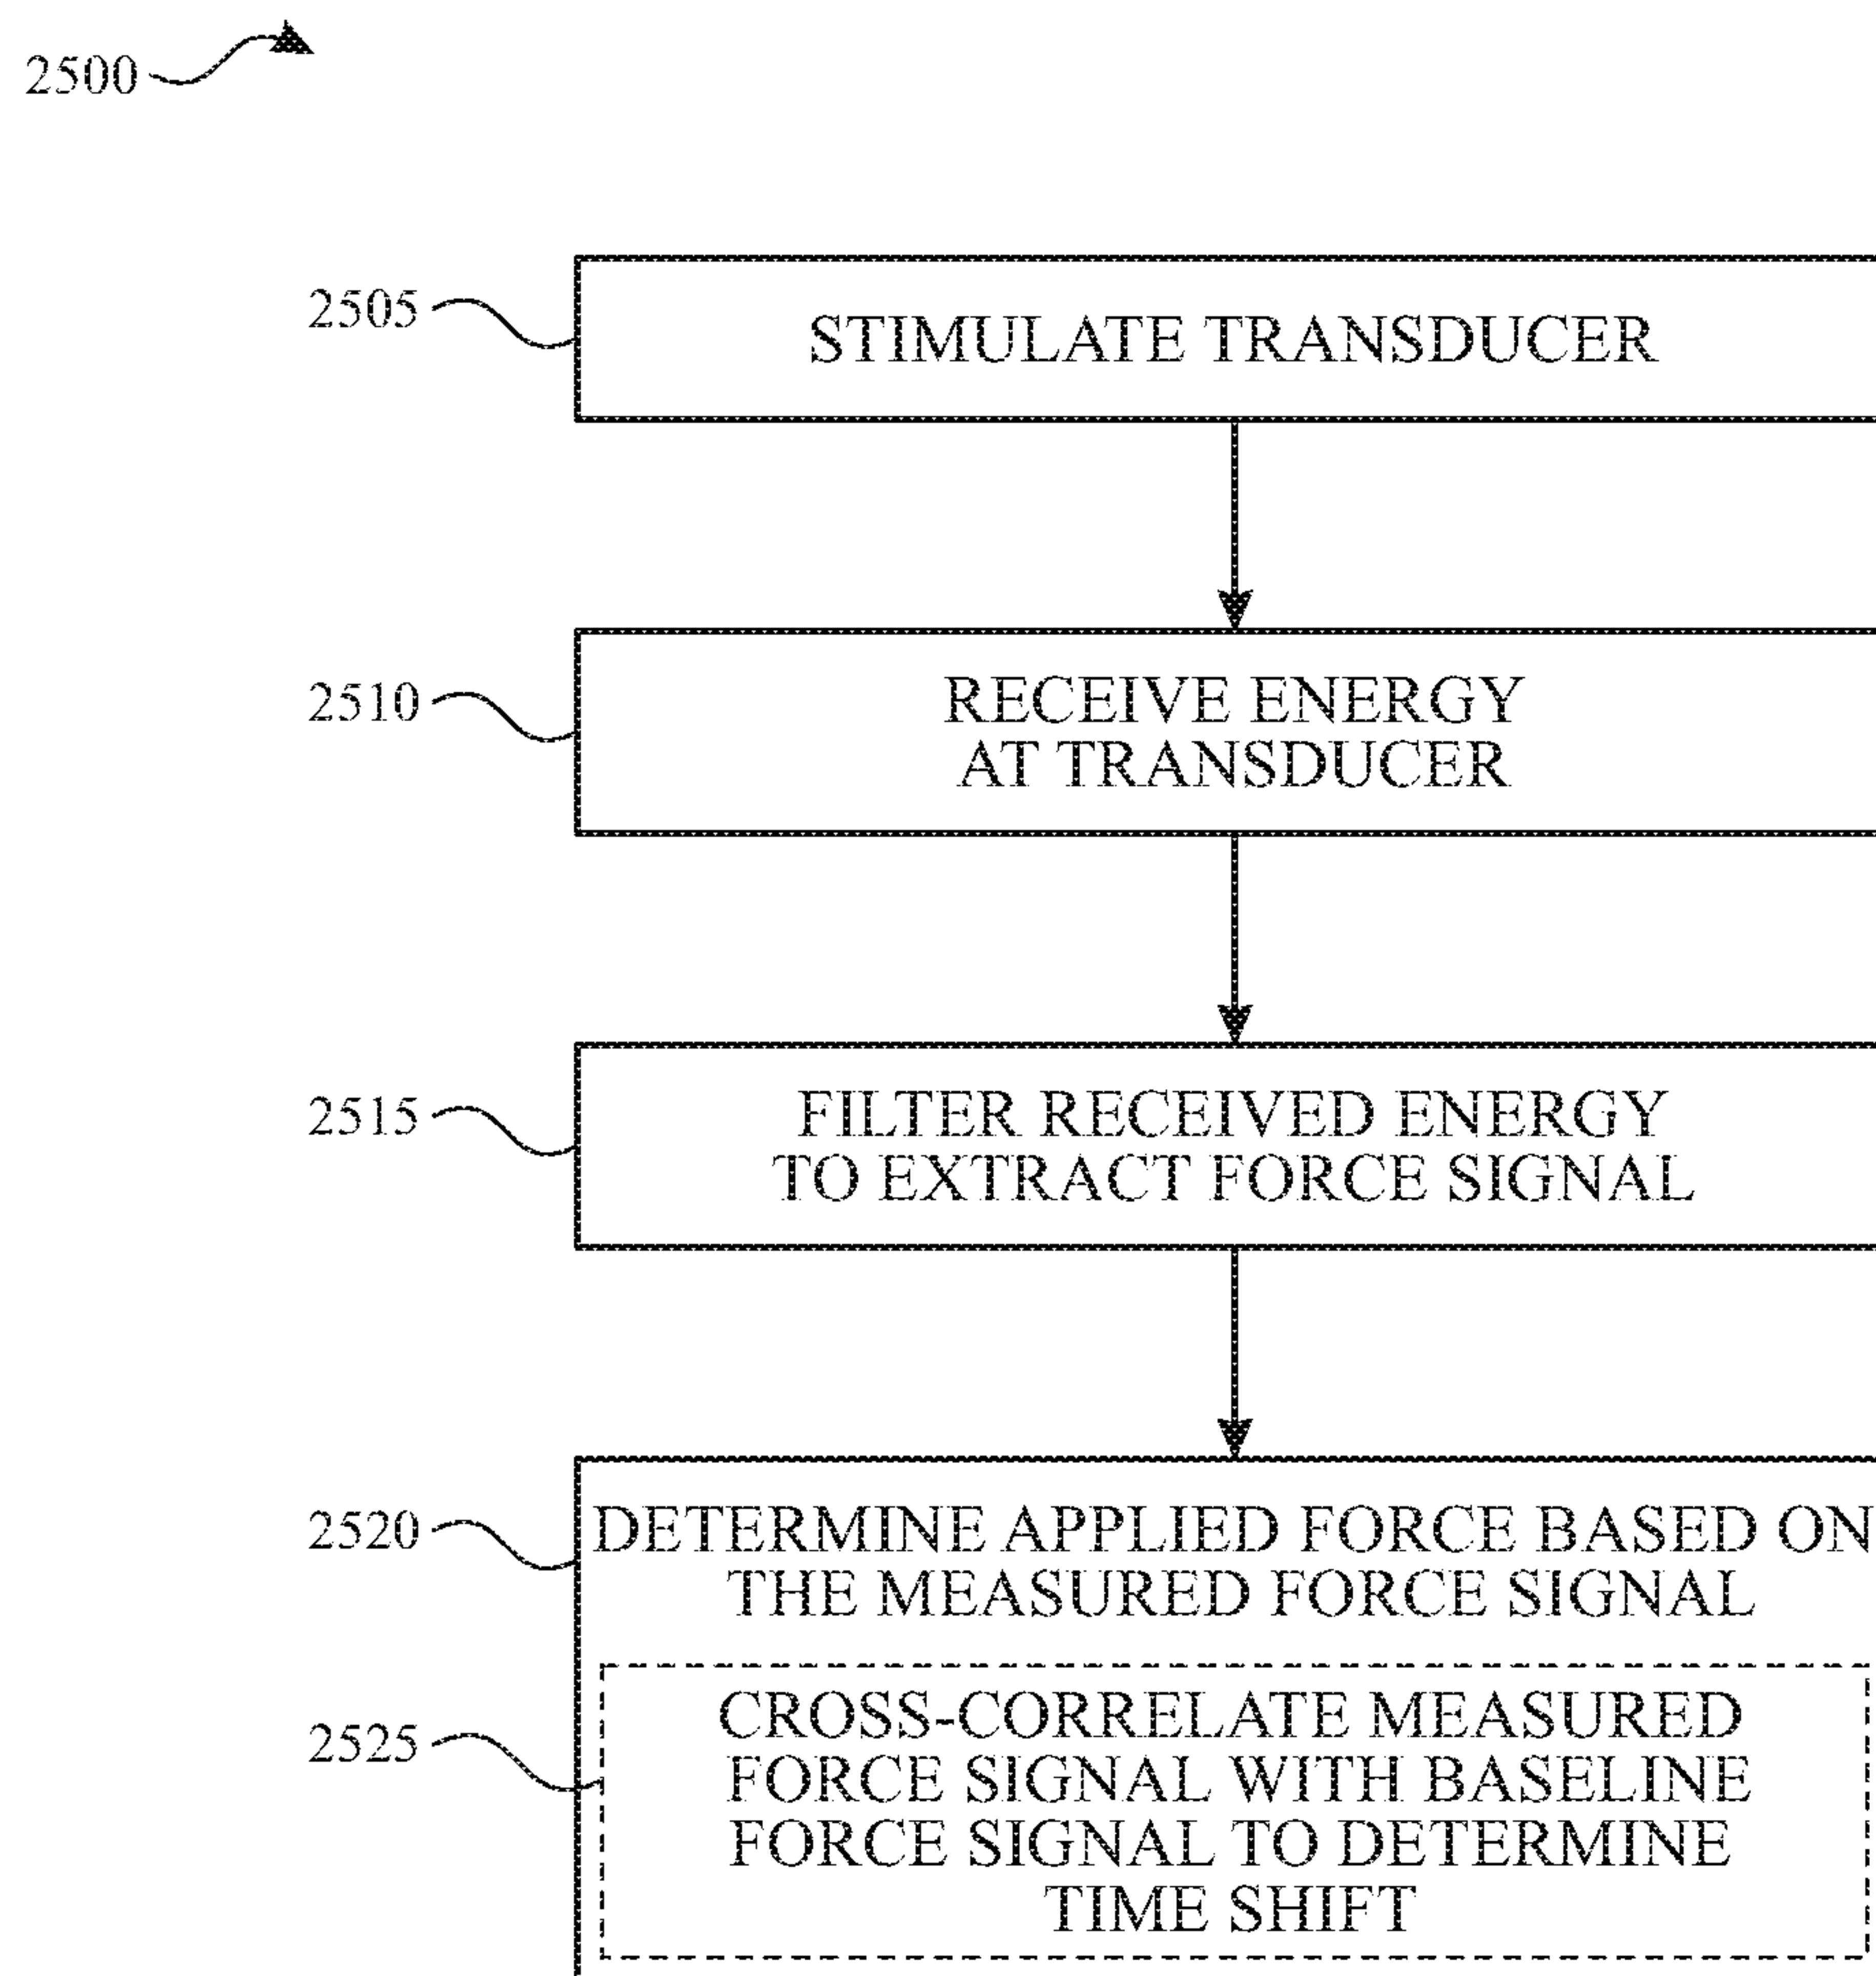 2500
2505
STIMULATE TRANSDUCER
2510
RECEIVE ENERGY
AT TRANSDUCER
2515
FILTER RECEIVED ENERGY
TO EXTRACT FORCE SIGNAL
2520
DETERMINE APPLIED FORCE BASED ON
THE MEASURED FORCE SIGNAL
2525
CROSS-CORRELATE MEASURED
FORCE SIGNAL WITH BASELINE
FORCE SIGNAL TO DETERMINE
TIME SHIFT